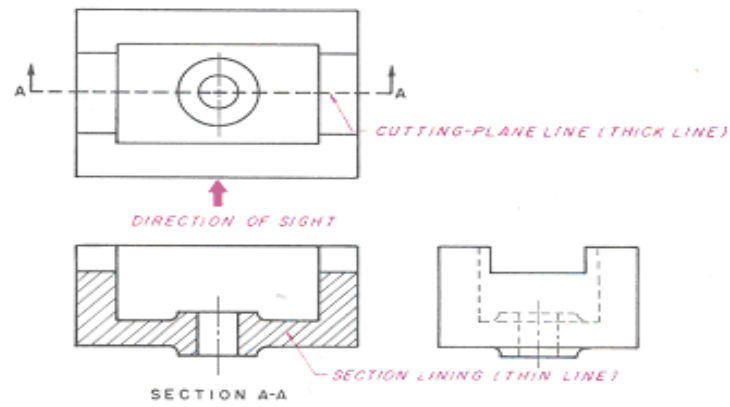 A A
CUTTING-PLANE LINE (THICK LINE)
DIRECTION OF SIGHT
SECTION LINING (THIN LINE)
SECTION A-A